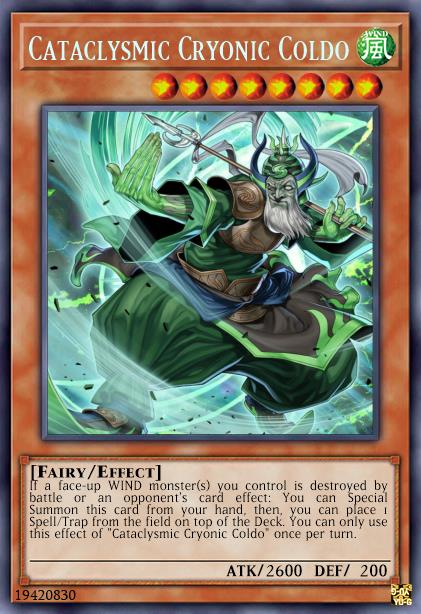 Cataclysmic Cryonic Coldo
WIND
風
[Fairy/Effect]
If a face-up WIND monster(s) you control is destroyed by
battle or an opponent's card effect: You can Special
Summon this card from your hand, then, you can place 1
Spell/Trap from the field on top of the Deck. You can only use
this effect of "Cataclysmic Cryonic Coldo" once per turn.
ATK/2600 DEF/ 200
19420830